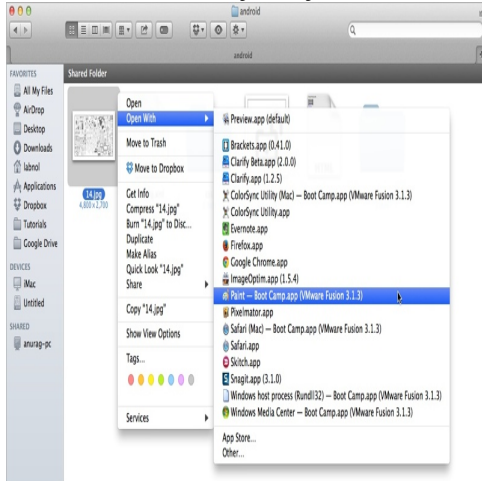 android
android
FAVORITES
All My Files
AirDrop
Desktop
Downloads
labnol
Applications
Dropbox
Tutorials
Google Drive
DEVICES
iMac
Untitled
SHARED
anurag-pc
Shared Folder
14.jpg
4,800 x 2,700
Open
Open With
Move to Trash
Move to Dropbox
Get Info
Compress "14.jpg"
Burn "14.jpg" to Disc...
Duplicate
Make Alias
Quick Look "14.jpg"
Share
Copy "14.jpg"
Show View Options
Tags...
Services
Preview.app (default)
Brackets.app (0.41.0)
Clarify Beta.app (2.0.0)
Clarify.app (1.2.5)
ColorSync Utility (Mac) — Boot Camp.app (VMware Fusion 3.1.3)
ColorSync Utility.app
Evernote.app
Firefox.app
Google Chrome.app
ImageOptim.app (1.5.4)
Paint — Boot Camp.app (VMware Fusion 3.1.3)
Pixelmator.app
Safari (Mac) — Boot Camp.app (VMware Fusion 3.1.3)
Safari.app
Skitch.app
Snagit.app (3.1.0)
Windows host process (Rundll32) — Boot Camp.app (VMware Fusion 3.1.3)
Windows Media Center — Boot Camp.app (VMware Fusion 3.1.3)
App Store...
Other...